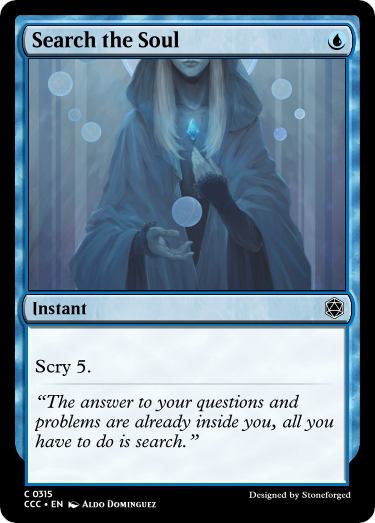 Search the Soul
Instant
Scry 5.
“The answer to your questions and
problems are already inside you, all you
have to do is search.”
C 0315
CCC • EN Aldo Dominguez
Designed by Stoneforged